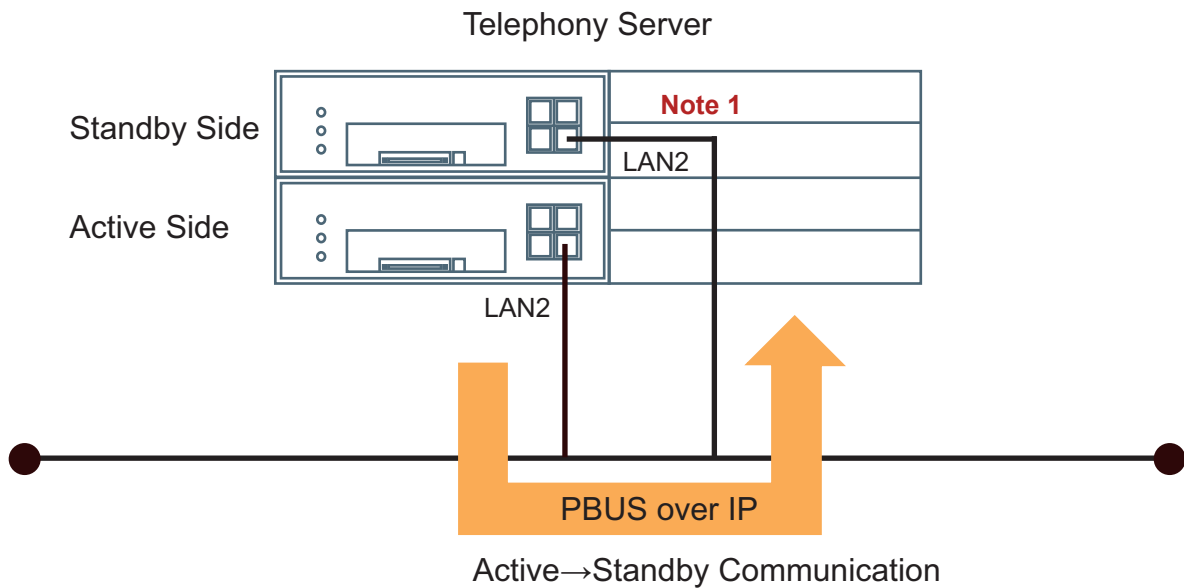 Telephony Server
Note 1
Standby Side
LAN2
Active Side
LAN2
PBUS over IP
Active→Standby Communication